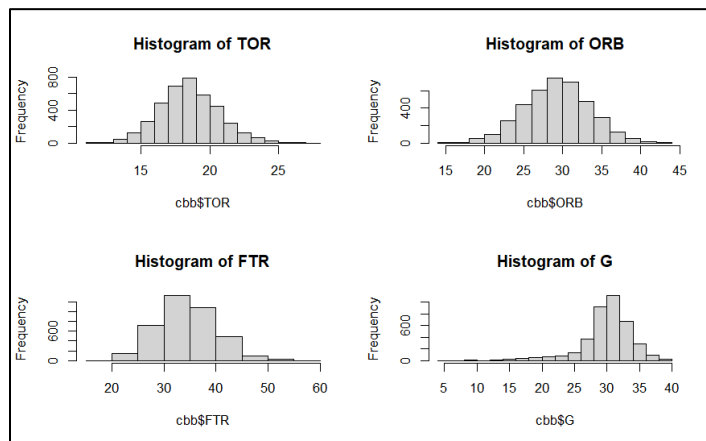 Histogram of TOR
Frequency
0 400 800
15 20 25
cbb$TOR
Histogram of ORB
Frequency
0 400
15 20 25 30 35 40 45
cbb$ORB
Histogram of FTR
Frequency
0 600
20 30 40 50 60
cbb$FTR
Histogram of G
Frequency
0 600
5 10 15 20 25 30 35 40
cbb$G